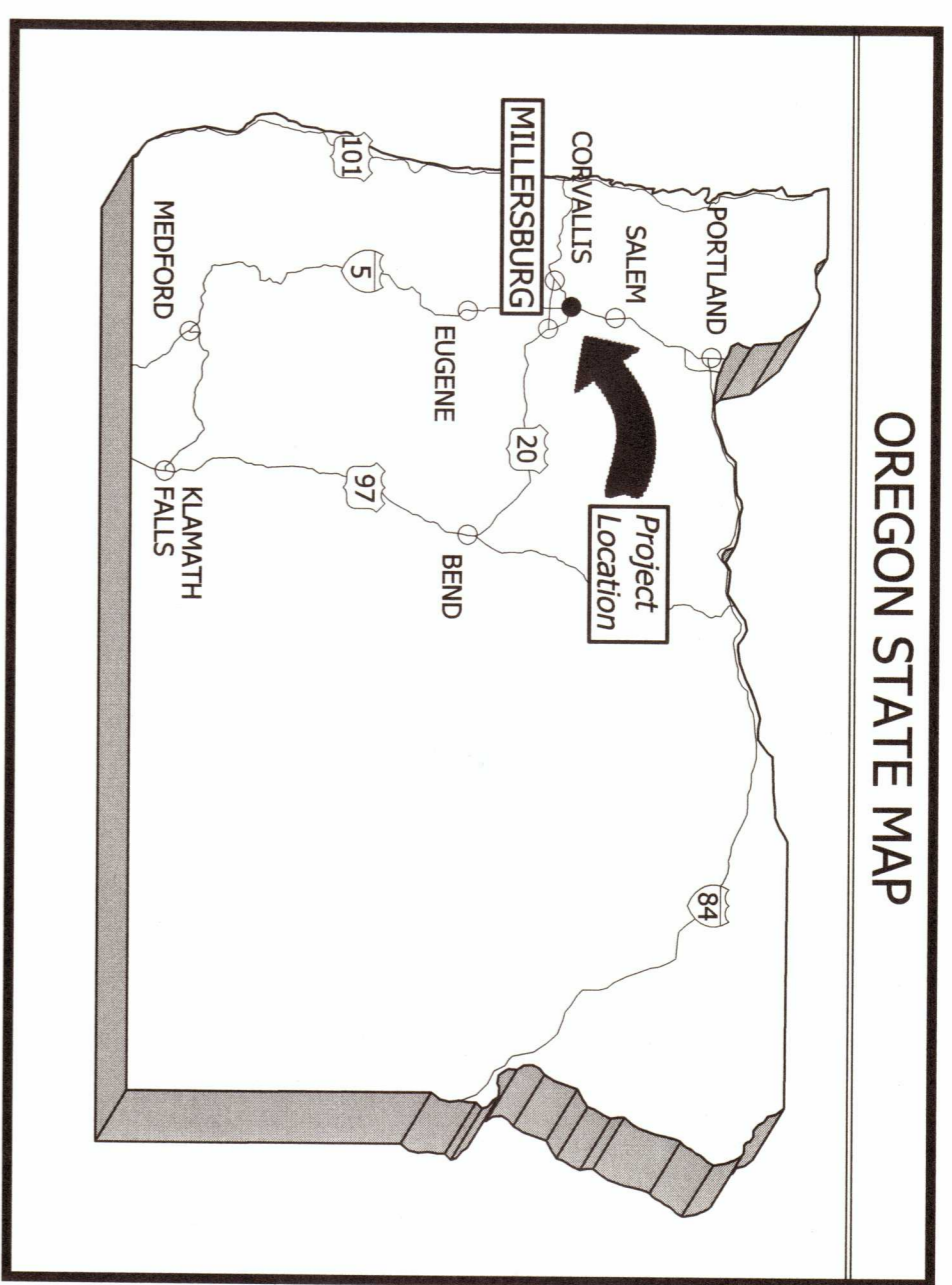 OREGON STATE MAP
PORTLAND
SALEM
CORVALLIS
MILLERSBURG
Project
Location
101
5
20
84
EUGENE
BEND
97
MEDFORD
KLAMATH
FALLS